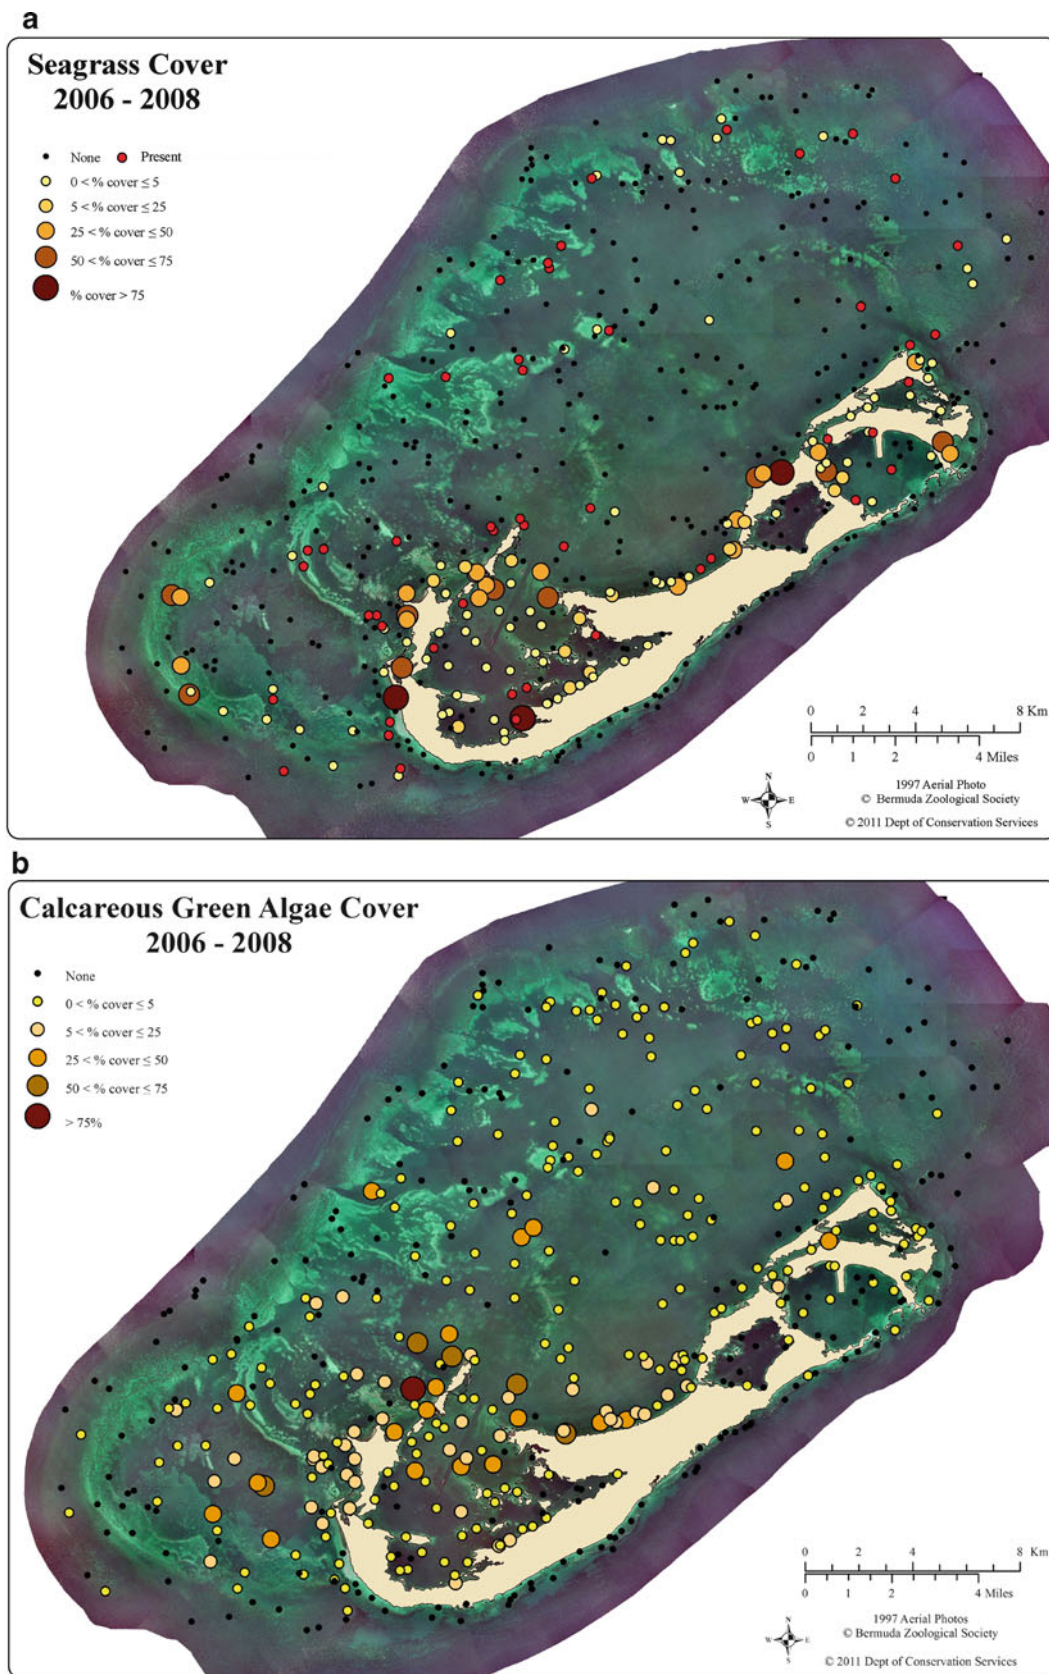 a
Seagrass Cover
2006 - 2008
None Present
0 < % cover ≤ 5
5 < % cover ≤ 25
25 < % cover ≤ 50
50 < % cover ≤ 75
% cover > 75
0 4 8 Km
0 1 2 4 Miles
N
W E
S
1997 Aerial Photo
© Bermuda Zoological Society
© 2011 Dept of Conservation Services
b
Calcareous Green Algae Cover
2006 - 2008
None
0 < % cover ≤ 5
5 < % cover ≤ 25
25 < % cover ≤ 50
50 < % cover ≤ 75
> 75%
0 2 4 8 Km
0 1 2 4 Miles
N
W E
S
1997 Aerial Photos
© Bermuda Zoological Society
© 2011 Dept of Conservation Services